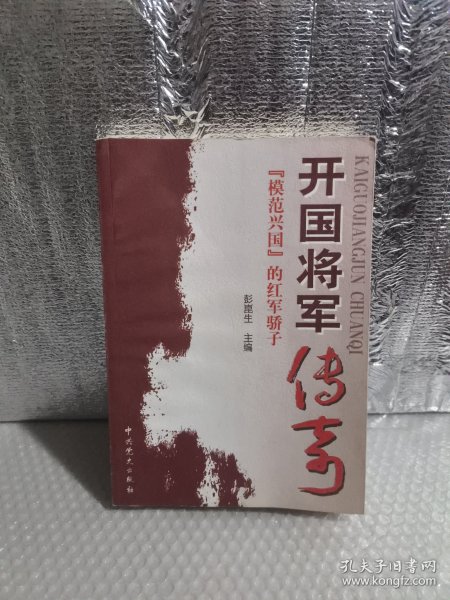 开国将军传奇
KAIGUOJIANGJUN CHUANQI
『模范兴国』的红军骄子
彭崑生 主编
中共党史出版社
孔夫子旧书网
www.kongfz.com